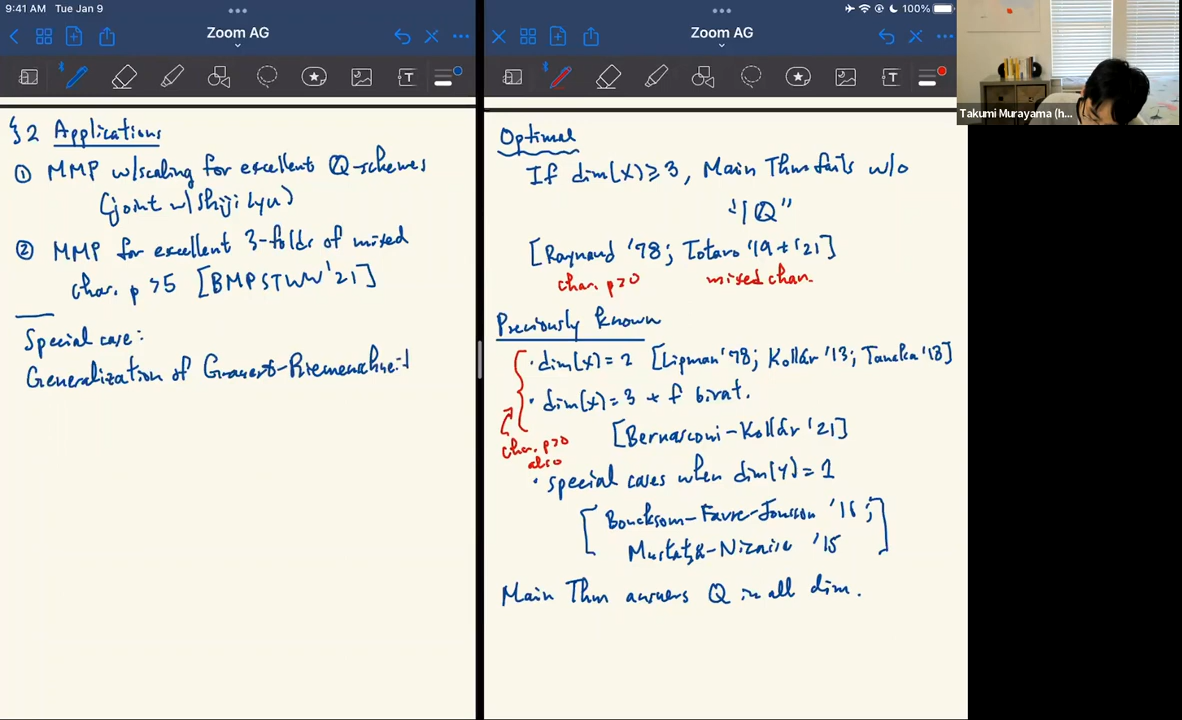 9:41 AM Tue Jan 9
100%
Zoom AG
Zoom AG
Takumi Murayama (h...
§2 Applications
① MMP w/scaling for excellent Q-schemes
(joint w/ Shiji Lyu)
② MMP for excellent 3-folds of mixed
char. p >5 [BMPSTWW '21]
Special case:
Generalization of Grauert-Riemenschneid
Optimal
If dim(X) ≥ 3, Main Thm fails w/o
"/ Q"
[Raynaud '78; Totaro '19 + '21]
char. p>0 mixed char.
Previously known
• dim(X) = 2 [Lipman '78; Kollár '13; Tanaka '18]
• dim(X) = 3 + f birat.
[Bernasconi-Kollár '21]
char. p>0
also
• special cases when dim(Y) = 1
[Boucksom-Favre-Jonsson '16;
Mustaţă-Nicaise '15]
Main Thm answers Q in all dim.